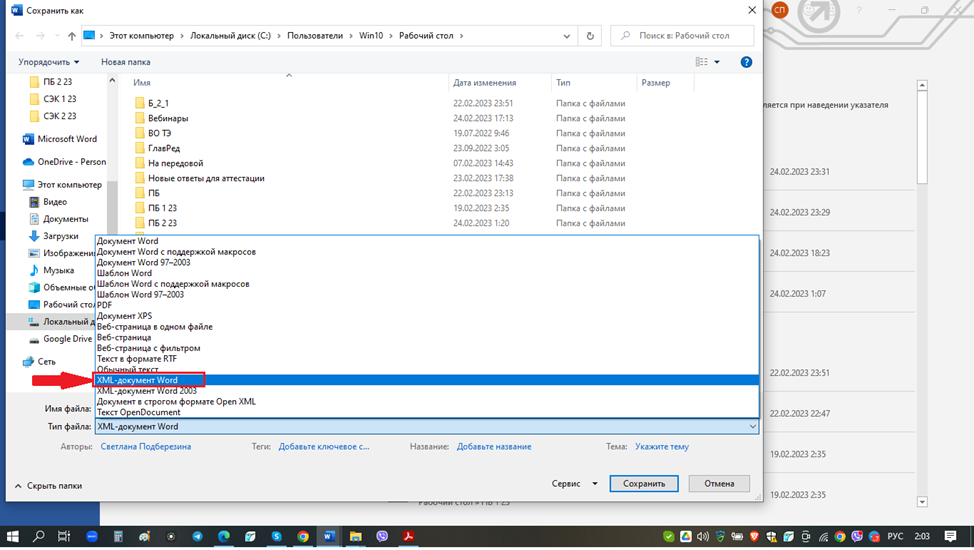 Сохранить как
СП
Этот компьютер › Локальный диск (C:) › Пользователи › Win10 › Рабочий стол ›
Поиск в: Рабочий стол
Упорядочить
Новая папка
ПБ 2 23
СЭК 1 23
СЭК 2 23
Microsoft Word
OneDrive - Person
Этот компьютер
Видео
Документы
Загрузки
Изображени
Музыка
Объемные о
Рабочий стол
Локальный д
Google Drive
Сеть
Имя Дата изменения Тип Размер
Б_2_1 22.02.2023 23:51 Папка с файлами
Вебинары 24.02.2023 17:13 Папка с файлами
ВО ТЭ 19.07.2022 9:46 Папка с файлами
ГлавРед 23.09.2022 3:05 Папка с файлами
На передовой 07.02.2023 14:43 Папка с файлами
Новые ответы для аттестации 23.02.2023 17:38 Папка с файлами
ПБ 22.02.2023 23:13 Папка с файлами
ПБ 1 23 19.07.2023 2:35 Папка с файлами
ПБ 2 23 24.02.2023 1:20 Папка с файлами
Документ Word
Документ Word с поддержкой макросов
Документ Word 97–2003
Шаблон Word
Шаблон Word с поддержкой макросов
Шаблон Word 97–2003
PDF
Документ XPS
Веб-страница в одном файле
Веб-страница
Веб-страница с фильтром
Текст в формате RTF
Обычный текст
XML-документ Word
XML-документ Word 2003
Документ в строгом формате Open XML
Текст OpenDocument
Имя файла:
Тип файла: XML-документ Word
Авторы: Светлана Подберезина
Теги: Добавьте ключевое с...
Название: Добавьте название
Тема: Укажите тему
Скрыть папки
Сервис
Сохранить
Отмена
ляется при наведении указателя
24.02.2023 23:31
24.02.2023 23:29
24.02.2023 18:23
24.02.2023 1:07
22.02.2023 23:51
22.02.2023 22:47
19.02.2023 2:35
19.02.2023 2:35
Рабочий стол » ПБ 1 23
РУС
2:03